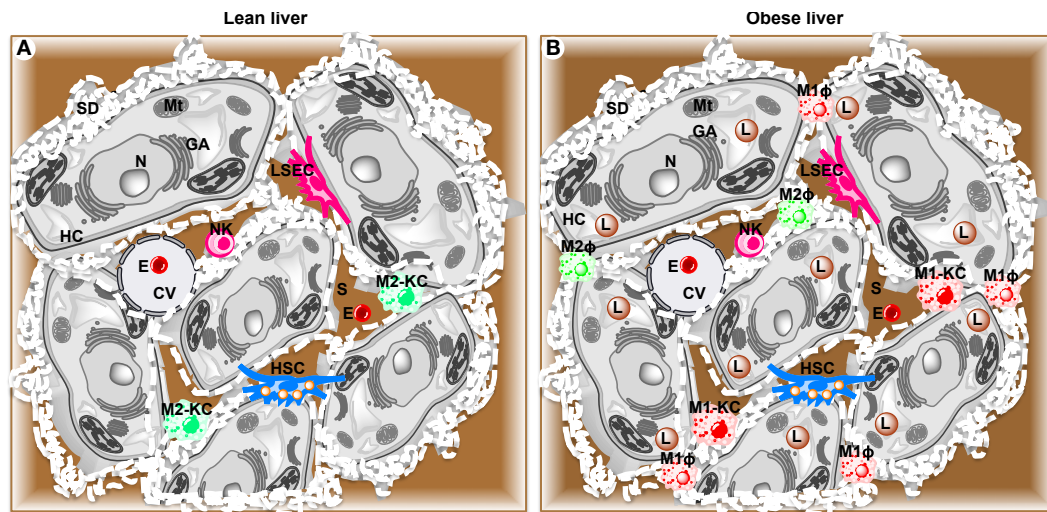 Lean liver
A
SD
Mt
GA
N
LSEC
HC
NK
E
CV
S
M2-KC
E
HSC
M2-KC
Obese liver
B
SD
Mt
M1ϕ
L
GA
L
N
LSEC
M2ϕ
HC
L
NK
L
M2ϕ
E
L
CV
S
M1-KC
M1ϕ
L
E
L
L
HSC
M1-KC
L
L
L
M1ϕ
M1ϕ